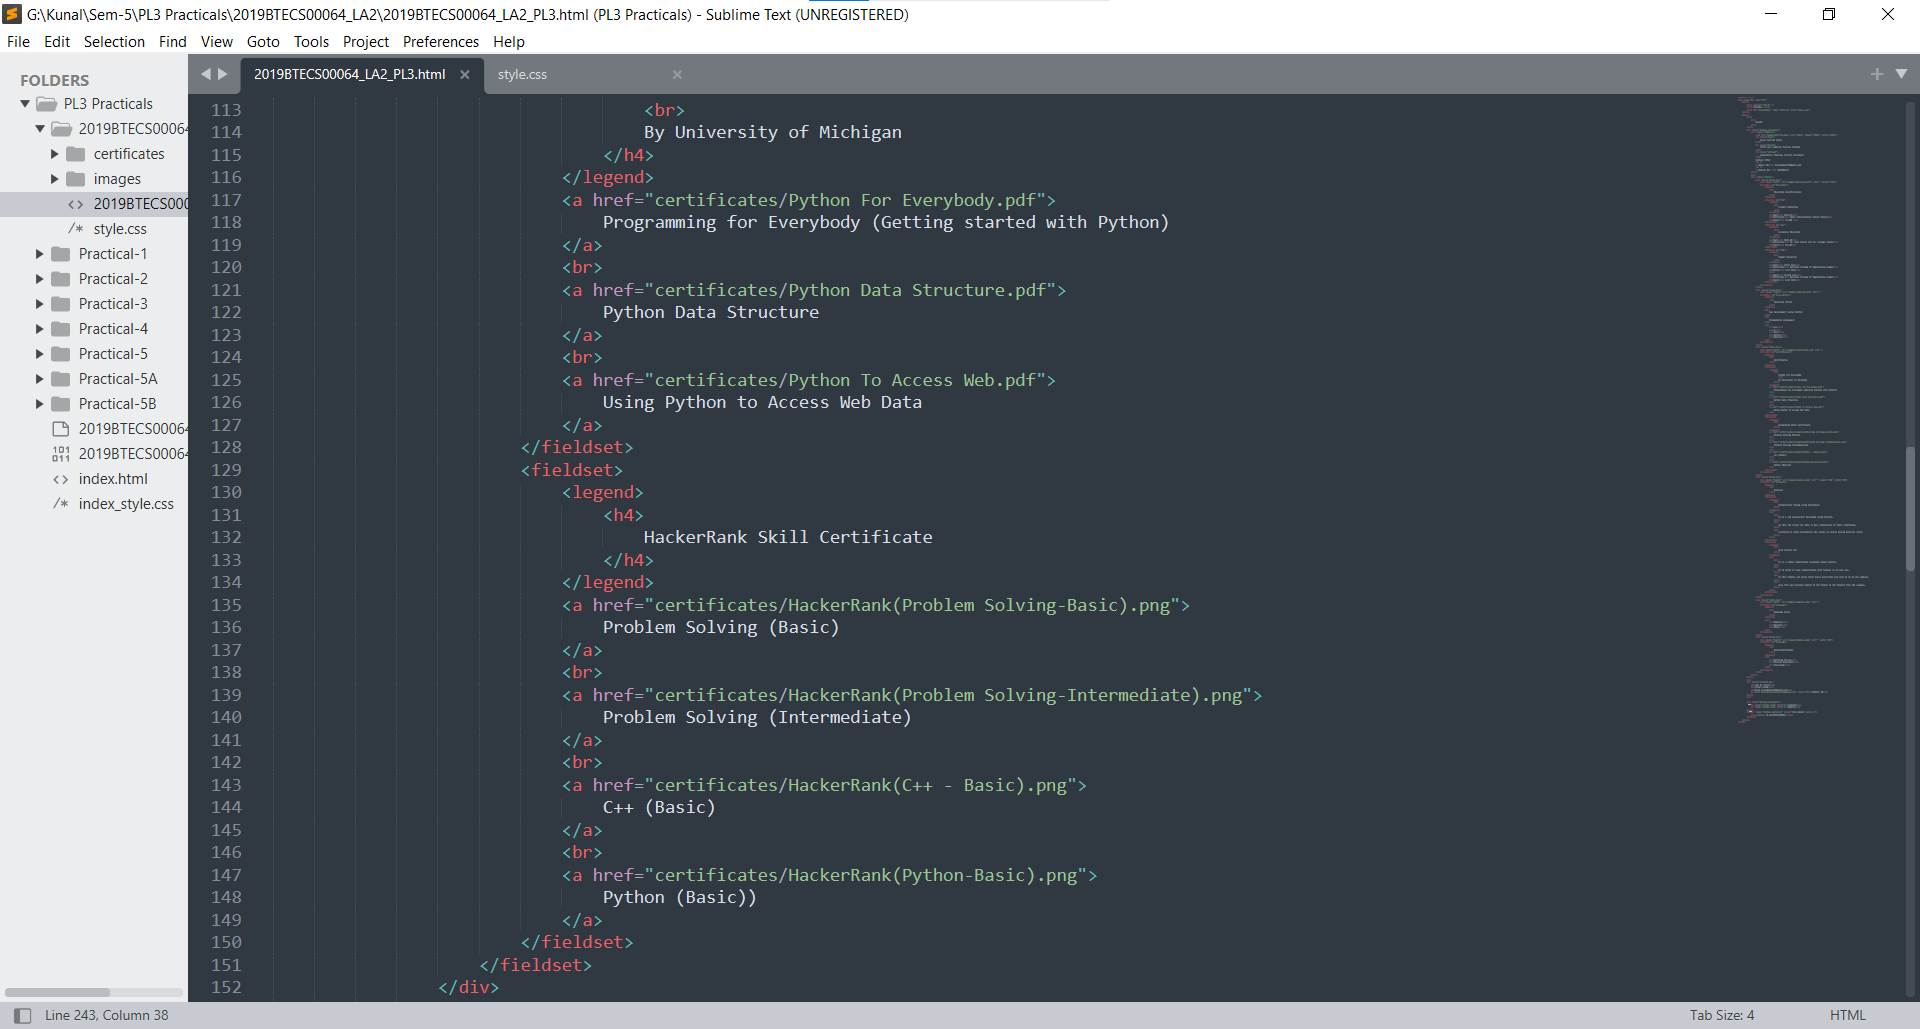 G:\Kunal\Sem-5\PL3 Practicals\2019BTECS00064_LA2\2019BTECS00064_LA2_PL3.html (PL3 Practicals) - Sublime Text (UNREGISTERED)
File Edit Selection Find View Goto Tools Project Preferences Help
FOLDERS
PL3 Practicals
2019BTECS00064
certificates
images
2019BTECS000
style.css
Practical-1
Practical-2
Practical-3
Practical-4
Practical-5
Practical-5A
Practical-5B
2019BTECS00064
2019BTECS00064
index.html
index_style.css
2019BTECS00064_LA2_PL3.html
style.css
113 <br>
114 By University of Michigan
115 </h4>
116 </legend>
117 <a href="certificates/Python For Everybody.pdf">
118 Programming for Everybody (Getting started with Python)
119 </a>
120 <br>
121 <a href="certificates/Python Data Structure.pdf">
122 Python Data Structure
123 </a>
124 <br>
125 <a href="certificates/Python To Access Web.pdf">
126 Using Python to Access Web Data
127 </a>
128 </fieldset>
129 <fieldset>
130 <legend>
131 <h4>
132 HackerRank Skill Certificate
133 </h4>
134 </legend>
135 <a href="certificates/HackerRank(Problem Solving-Basic).png">
136 Problem Solving (Basic)
137 </a>
138 <br>
139 <a href="certificates/HackerRank(Problem Solving-Intermediate).png">
140 Problem Solving (Intermediate)
141 </a>
142 <br>
143 <a href="certificates/HackerRank(C++ - Basic).png">
144 C++ (Basic)
145 </a>
146 <br>
147 <a href="certificates/HackerRank(Python-Basic).png">
148 Python (Basic))
149 </a>
150 </fieldset>
151 </fieldset>
152 </div>
Line 243, Column 38
Tab Size: 4
HTML